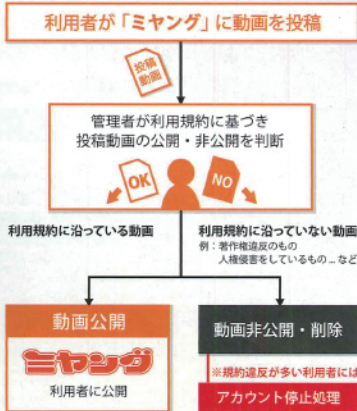 利用者が「ミヤング」に動画を投稿
投稿
動画
管理者が利用規約に基づき
投稿動画の公開・非公開を判断
OK
NO
利用規約に沿っている動画
利用規約に沿っていない動画
例：著作権違反のもの
人権侵害をしているもの...など
動画公開
ミヤング
利用者に公開
動画非公開・削除
※規約違反が多い利用者には
アカウント停止処理